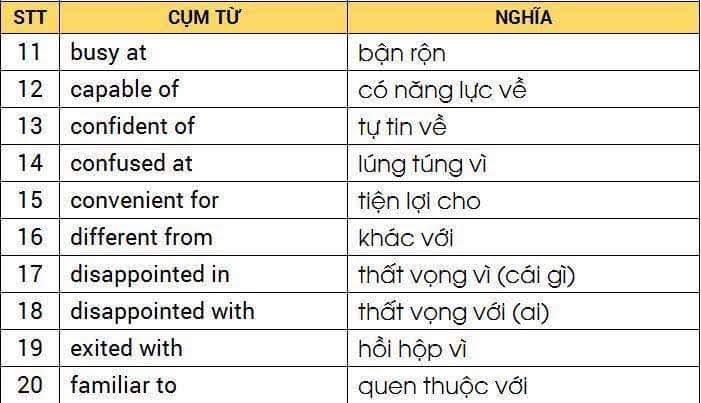 STT CỤM TỪ NGHĨA
11 busy at bận rộn
12 capable of có năng lực về
13 confident of tự tin về
14 confused at lúng túng vì
15 convenient for tiện lợi cho
16 different from khác với
17 disappointed in thất vọng vì (cái gì)
18 disappointed with thất vọng với (ai)
19 exited with hồi hộp vì
20 familiar to quen thuộc với